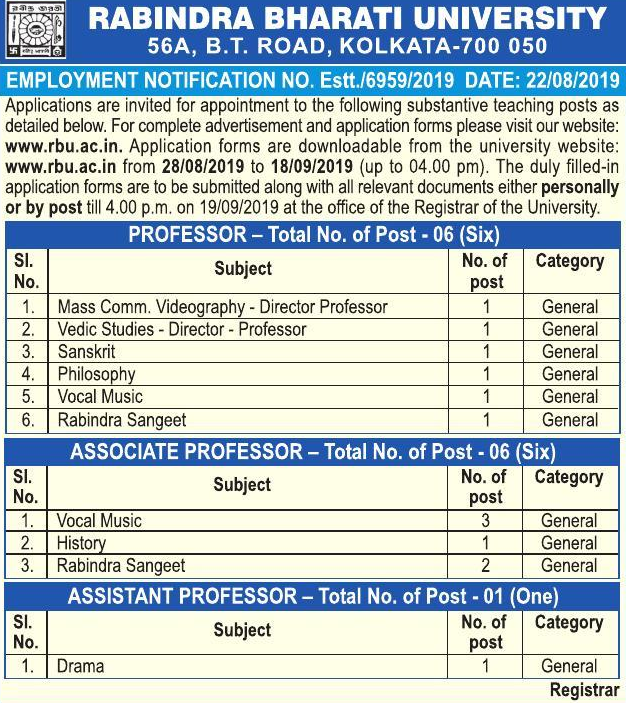 রবীন্দ্র ভারতী
RABINDRA BHARATI UNIVERSITY
56A, B.T. ROAD, KOLKATA-700 050
EMPLOYMENT NOTIFICATION NO. Estt./6959/2019 DATE: 22/08/2019
Applications are invited for appointment to the following substantive teaching posts as
detailed below. For complete advertisement and application forms please visit our website:
www.rbu.ac.in. Application forms are downloadable from the university website:
www.rbu.ac.in from 28/08/2019 to 18/09/2019 (up to 04.00 pm). The duly filled-in
application forms are to be submitted along with all relevant documents either personally
or by post till 4.00 p.m. on 19/09/2019 at the office of the Registrar of the University.
PROFESSOR – Total No. of Post - 06 (Six)
Sl. No. Subject No. of post Category
1. Mass Comm. Videography - Director Professor 1 General
2. Vedic Studies - Director - Professor 1 General
3. Sanskrit 1 General
4. Philosophy 1 General
5. Vocal Music 1 General
6. Rabindra Sangeet 1 General
ASSOCIATE PROFESSOR – Total No. of Post - 06 (Six)
Sl. No. Subject No. of post Category
1. Vocal Music 3 General
2. History 1 General
3. Rabindra Sangeet 2 General
ASSISTANT PROFESSOR – Total No. of Post - 01 (One)
Sl. No. Subject No. of post Category
1. Drama 1 General
Registrar